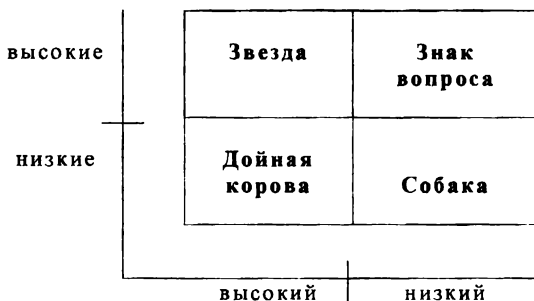 высокие
Звезда
Знак
вопроса
низкие
Дойная
корова
Собака
высокий
низкий